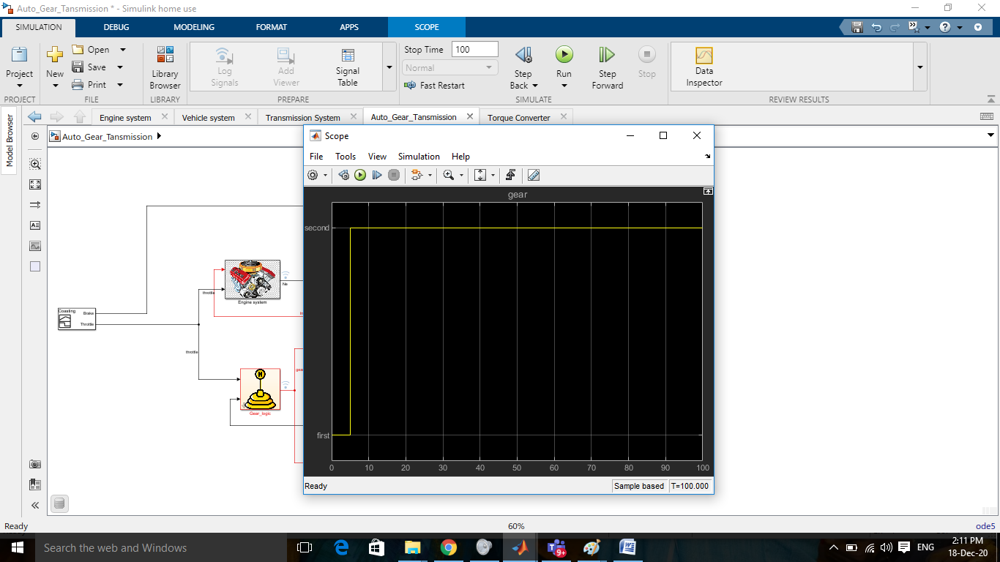 Auto_Gear_Tansmission * - Simulink home use
SIMULATION DEBUG MODELING FORMAT APPS SCOPE
Project
PROJECT
New
Open
Save
Print
FILE
Library
Browser
LIBRARY
Log
Signals
Add
Viewer
Signal
Table
PREPARE
Stop Time 100
Normal
Fast Restart
Step
Back
Run
Step
Forward
Stop
SIMULATE
Data
Inspector
REVIEW RESULTS
Model Browser
Engine system Vehicle system Transmission System Auto_Gear_Tansmission Torque Converter
Auto_Gear_Tansmission
Coasting
Brake
Throttle
throttle
Ne
Engine system
throttle
Gear_logic
Scope
File Tools View Simulation Help
gear
second
first
0 10 20 30 40 50 60 70 80 90 100
Ready Sample based T=100.000
Ready 60% ode5
Search the web and Windows
9+
ENG
2:11 PM
18-Dec-20